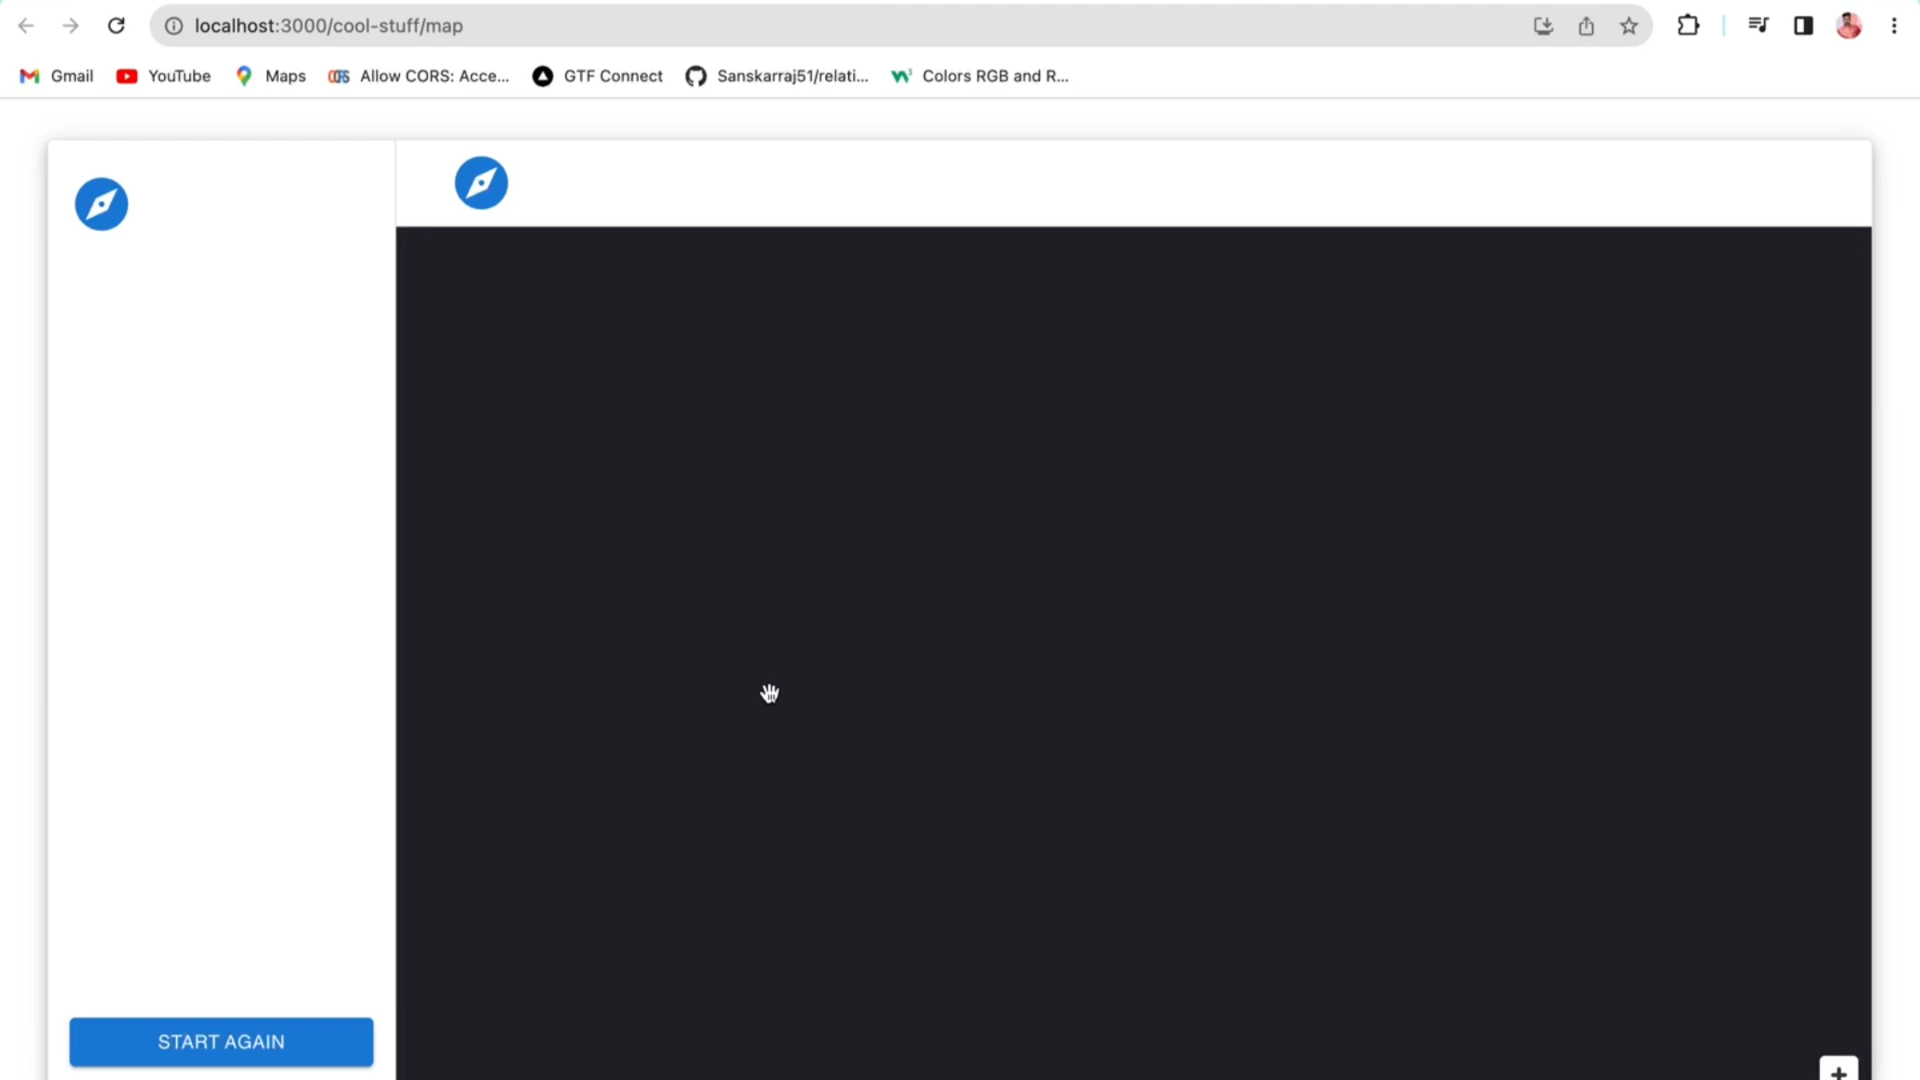 localhost:3000/cool-stuff/map
Gmail YouTube Maps Allow CORS: Acce... GTF Connect Sanskarraj51/relati... Colors RGB and R...
START AGAIN
+